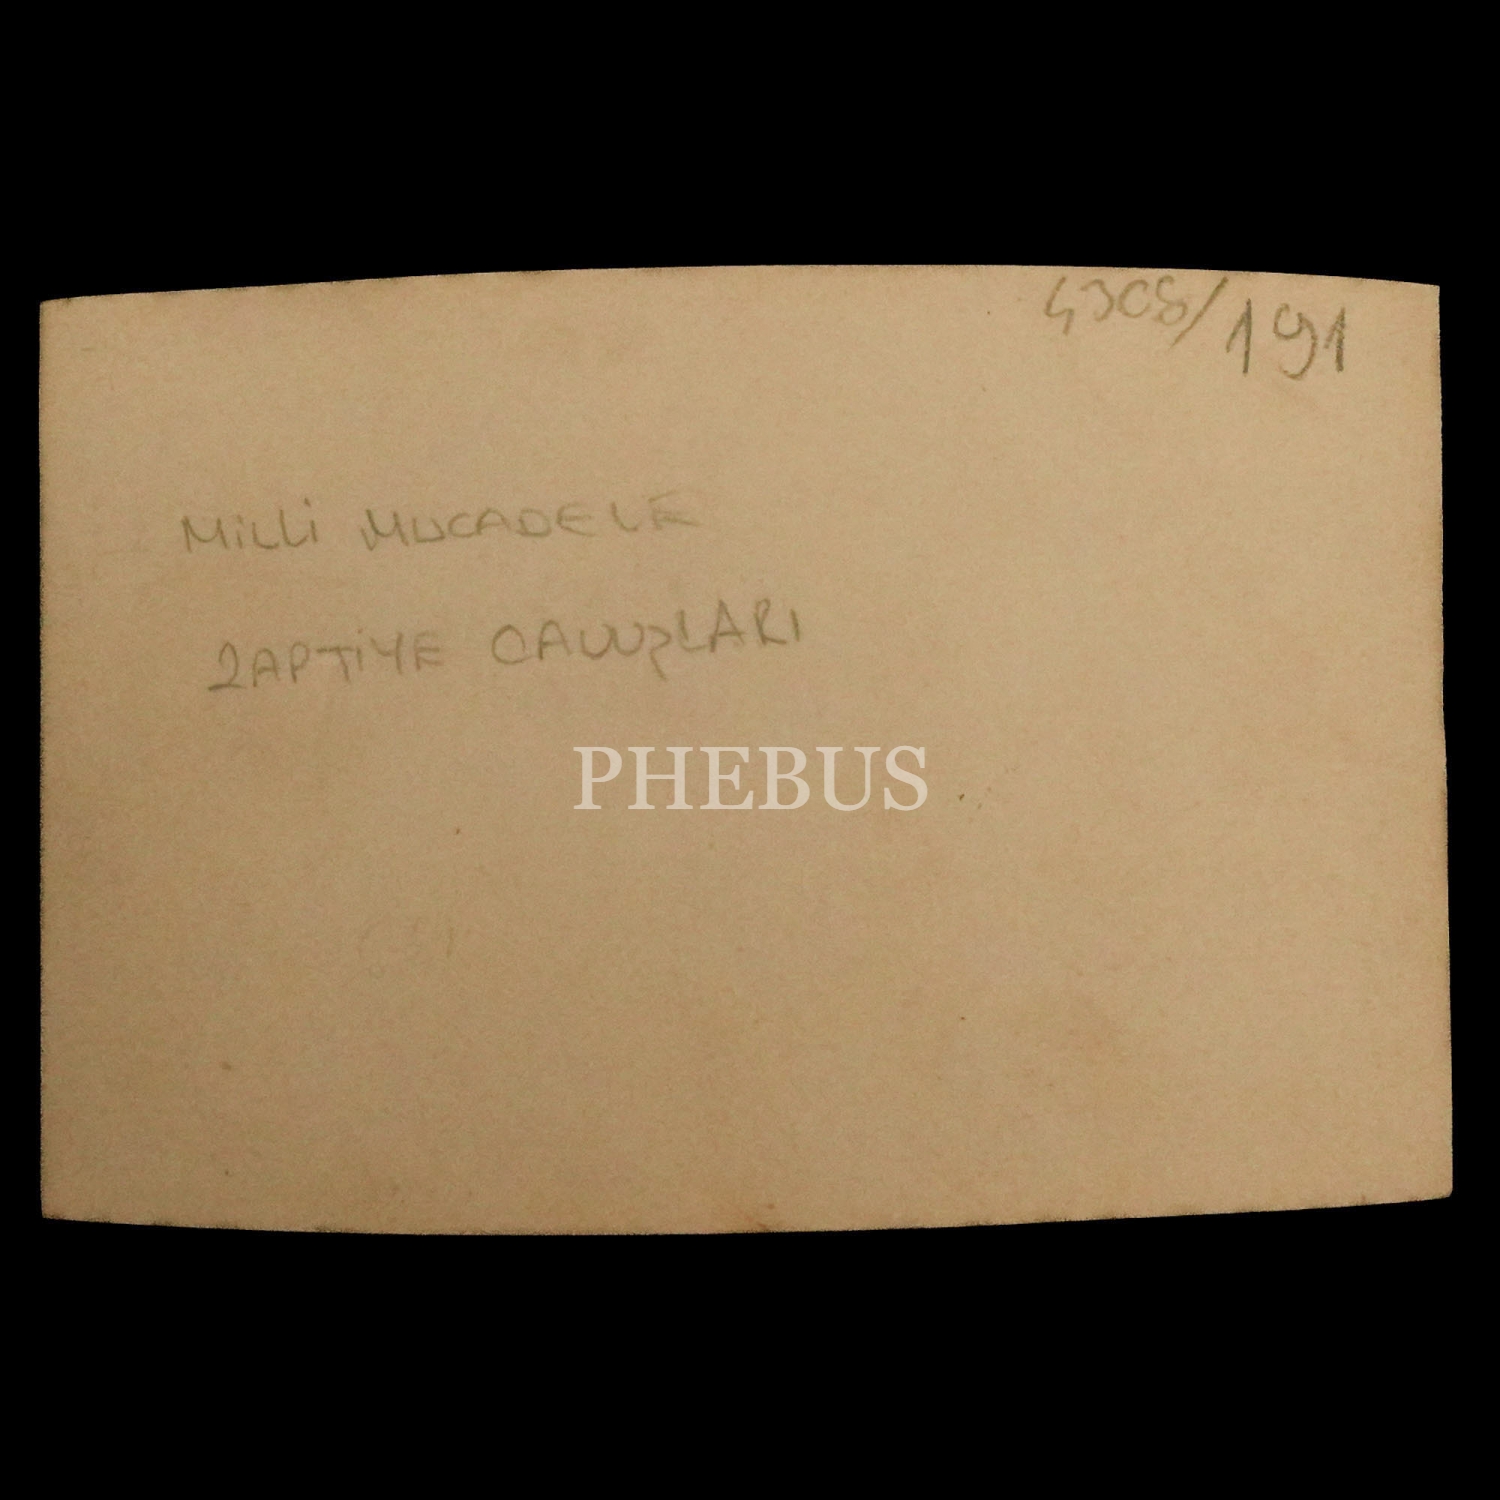 4308/191
MiLLi MUCADELE
ZAPTiYE CAVUŞLARI
PHEBUS